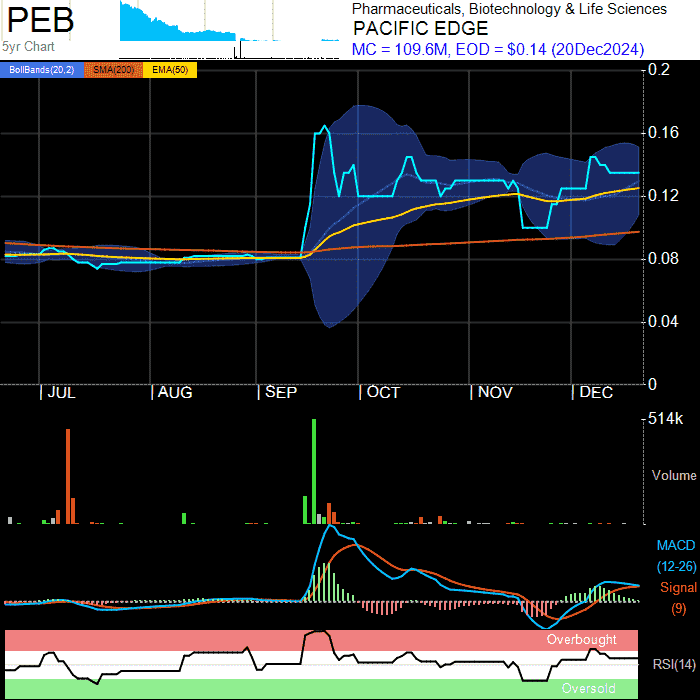 PEB
5yr Chart
Pharmaceuticals, Biotechnology & Life Sciences
PACIFIC EDGE
MC = 109.6M, EOD = $0.14 (20Dec2024)
BollBands(20,2) SMA(200) EMA(50)
0.2
0.16
0.12
0.08
0.04
0
JUL AUG SEP OCT NOV DEC
514k
Volume
MACD
(12-26)
Signal
(9)
Overbought
RSI(14)
Oversold